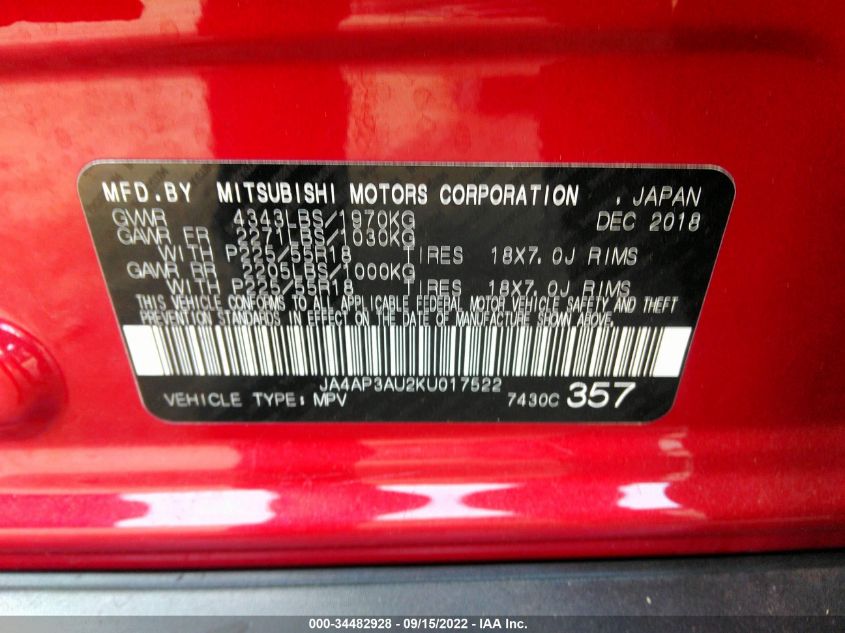 MFD.BY MITSUBISHI MOTORS CORPORATION , JAPAN
GVWR 4343LBS/1970KG DEC 2018
GAWR FR 2271LBS/1030KG
WITH P225/55R18 TIRES 18X7.0J RIMS
GAWR RR 2205LBS/1000KG
WITH P225/55R18 TIRES 18X7.0J RIMS
THIS VEHICLE CONFORMS TO ALL APPLICABLE FEDERAL MOTOR VEHICLE SAFETY AND THEFT
PREVENTION STANDARDS IN EFFECT ON THE DATE OF MANUFACTURE SHOWN ABOVE.
JA4AP3AU2KU017522
VEHICLE TYPE: MPV 7430C 357
000-34482928 - 09/15/2022 - IAA Inc.